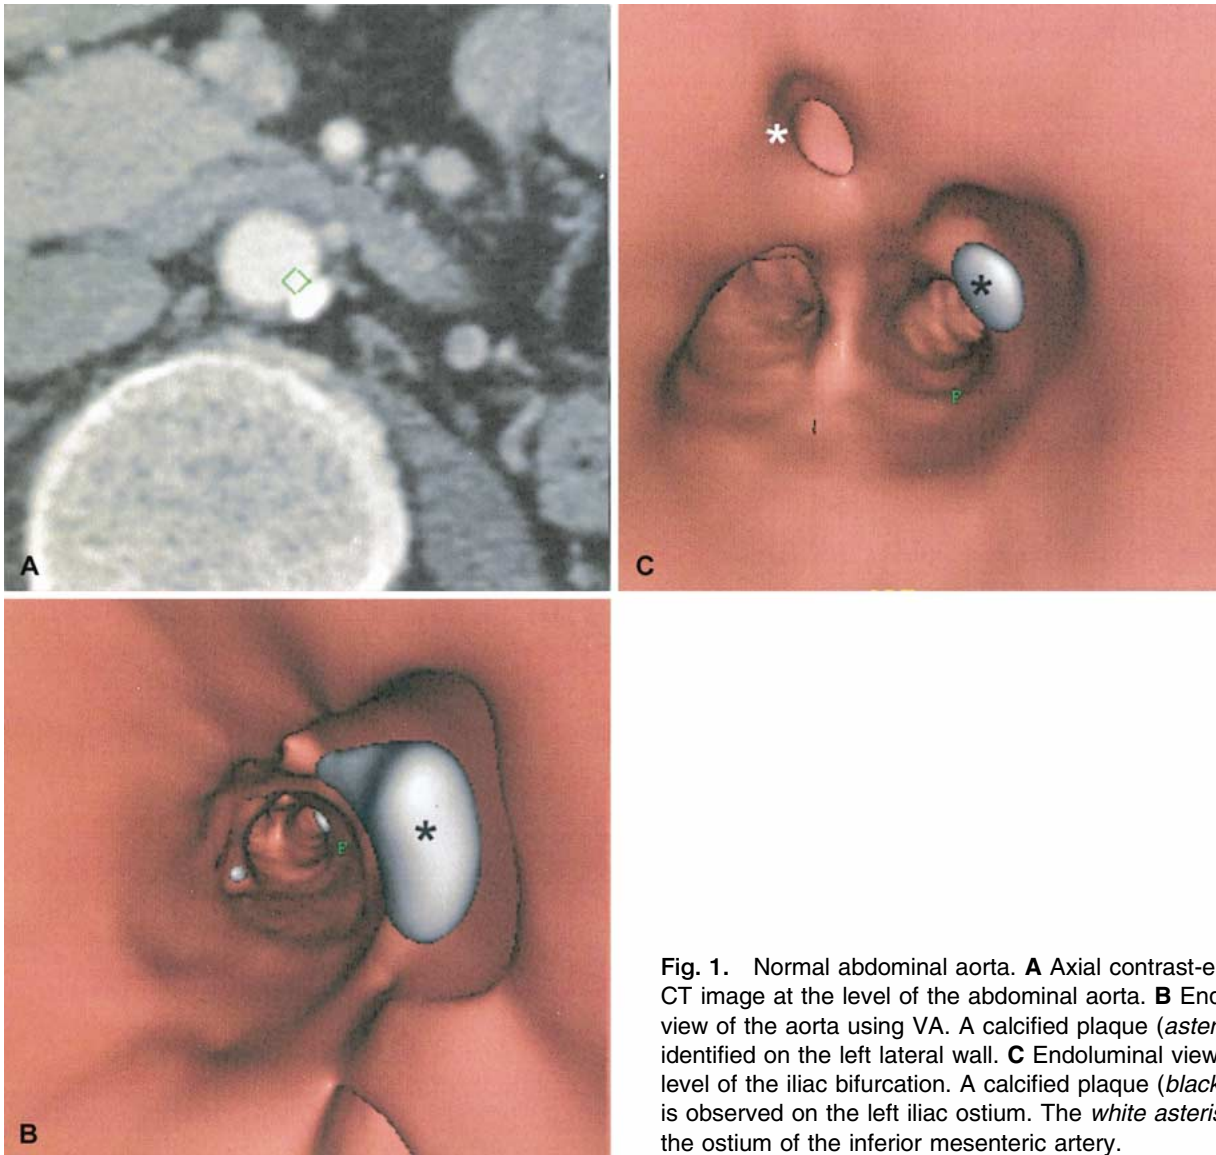 A
*
*
F
C
*
F
B
Fig. 1. Normal abdominal aorta. A Axial contrast-e
CT image at the level of the abdominal aorta. B End
view of the aorta using VA. A calcified plaque (aster
identified on the left lateral wall. C Endoluminal view
level of the iliac bifurcation. A calcified plaque (black
is observed on the left iliac ostium. The white asteris
the ostium of the inferior mesenteric artery.